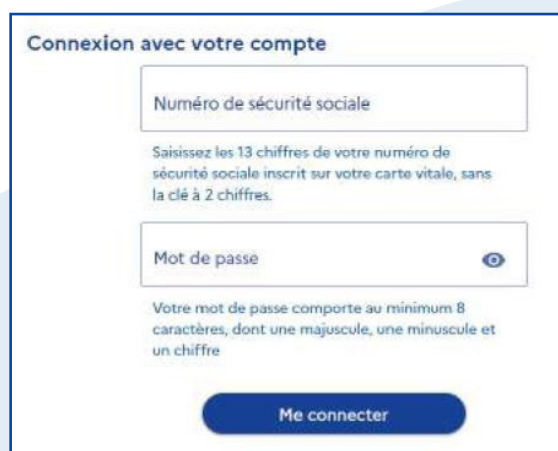 Connexion avec votre compte
Numéro de sécurité sociale
Saisissez les 13 chiffres de votre numéro de
sécurité sociale inscrit sur votre carte vitale, sans
la clé à 2 chiffres.
Mot de passe
Votre mot de passe comporte au minimum 8
caractères, dont une majuscule, une minuscule et
un chiffre
Me connecter